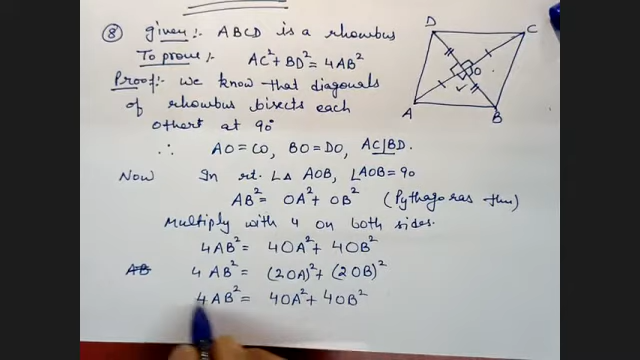 ⑧ given:- ABCD is a rhombus
To prove:- AC²+BD²=4AB²
Proof:- We know that diagonals
of rhombus bisects each
othert at 90°
∴ AO=CO, BO=DO, AC⊥BD.
Now In rt. ∠△ AOB, ∠AOB=90
AB²= OA²+ OB² (Pythagoras thm)
Multiply with 4 on both sides.
4AB²= 4OA²+ 4OB²
AB 4AB²= (2OA)²+(2OB)²
4AB²= 4OA²+ 4OB²
D
C
O
A
B